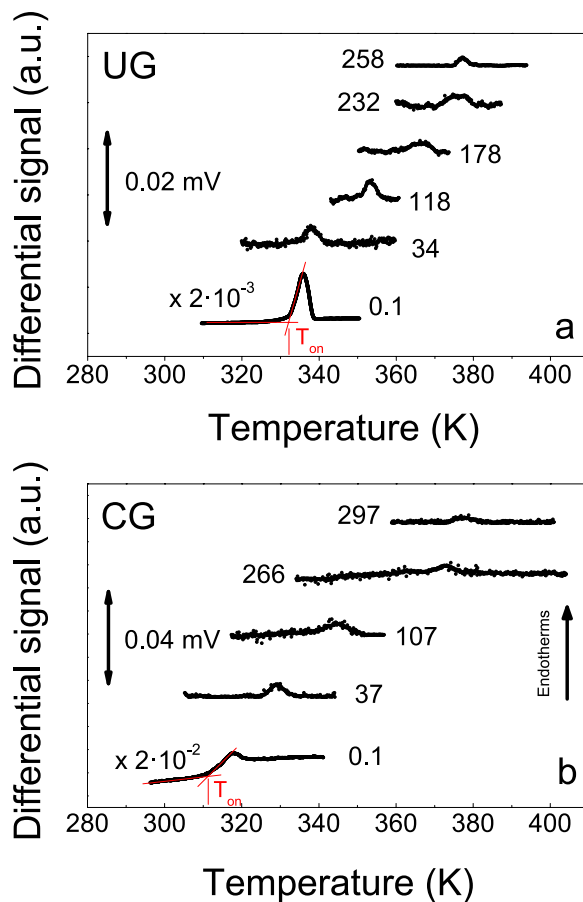 UG
258
232
178
0.02 mV
118
34
x 2·10⁻³
0.1
T_on
a
Differential signal (a.u.)
280 300 320 340 360 380 400
Temperature (K)
CG
297
266
107
0.04 mV
Endotherms
37
x 2·10⁻²
0.1
T_on
b
Differential signal (a.u.)
280 300 320 340 360 380 400
Temperature (K)